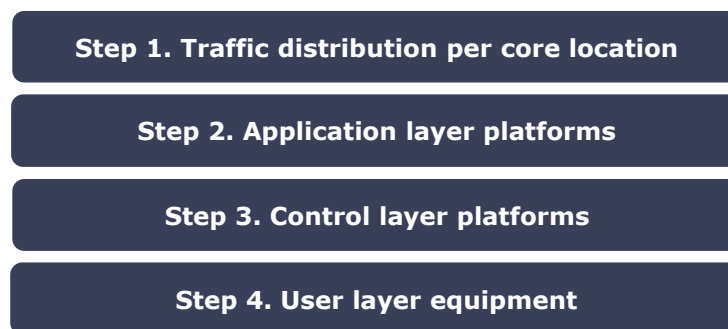 Step 1. Traffic distribution per core location
Step 2. Application layer platforms
Step 3. Control layer platforms
Step 4. User layer equipment